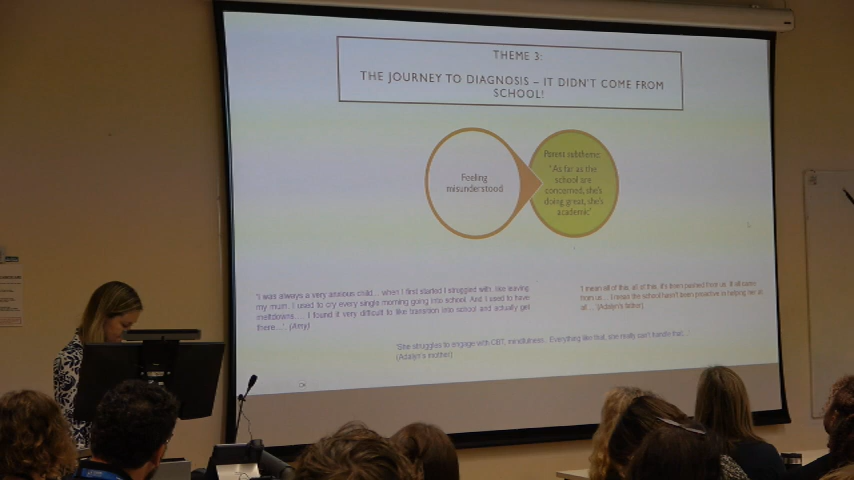 THEME 3:
THE JOURNEY TO DIAGNOSIS – IT DIDN'T COME FROM
SCHOOL!
Feeling
misunderstood
Parent subtheme:
"As far as the
school are
concerned, she's
doing great, she's
academic"
'I was always a very anxious child... when I first started I struggled with, like leaving
my mum. I used to cry every single morning going into school. And I used to have
meltdowns.... I found it very difficult to like transition into school and actually get
there...'. (Amy)
'I mean all of this, all of this, it's been pushed from us. It all came
from us... I mean the school hasn't been proactive in helping her at
all... '(Adalyn's father)
'She struggles to engage with CBT, mindfulness.. Everything like that, she really can't handle that...'
(Adalyn's mother)